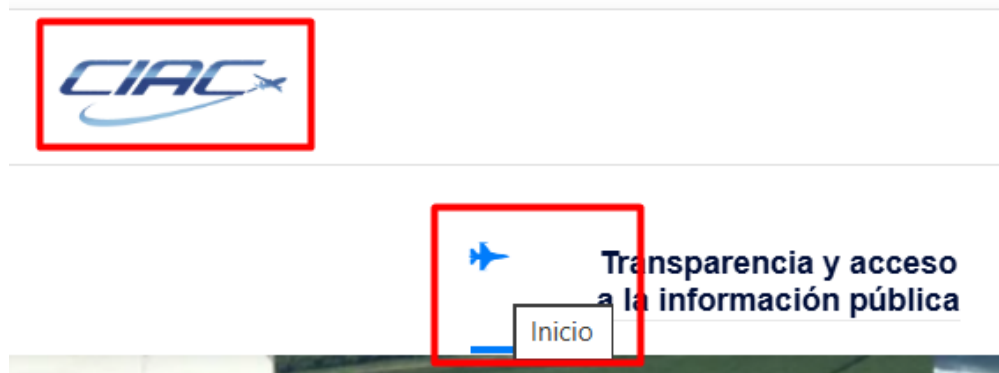 CIAC
Transparencia y acceso
a la información pública
Inicio